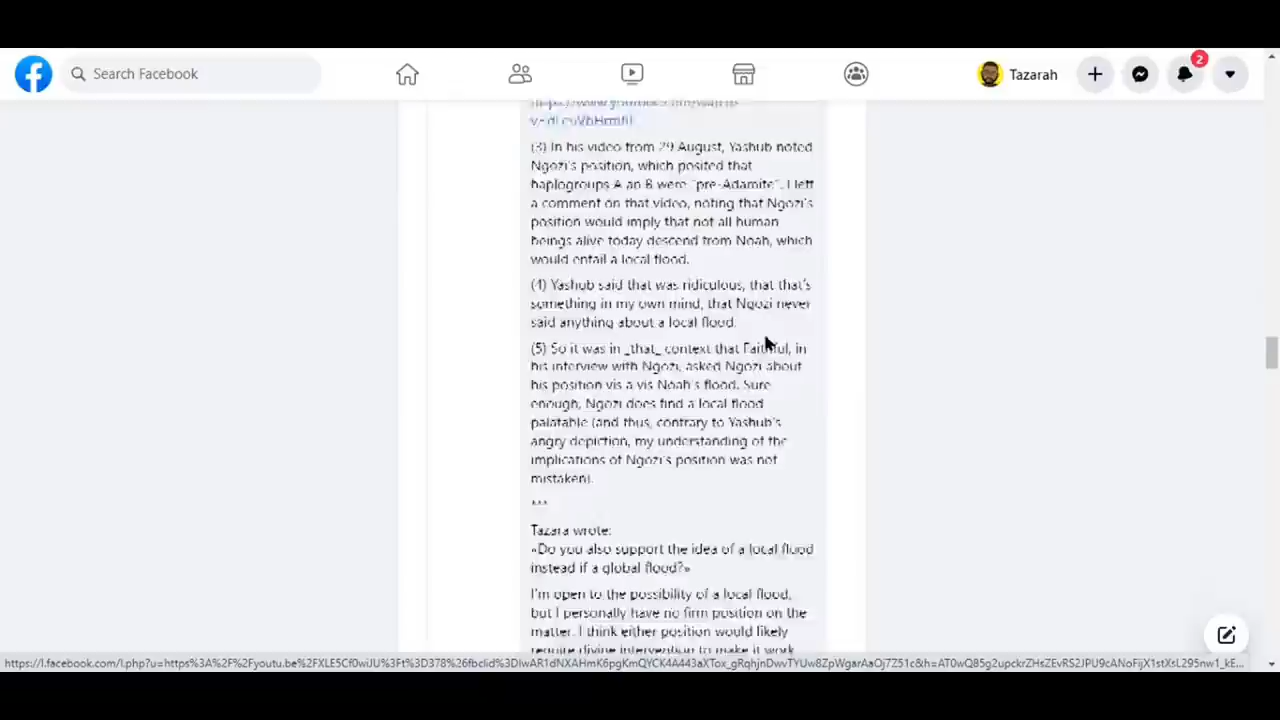 Search Facebook
Tazarah
2
(3) In his video from 29 August, Yashub noted
Ngozi's position, which posited that
haplogroups A an B were "pre-Adamite". I left
a comment on that video, noting that Ngozi's
position would imply that not all human
beings alive today descend from Noah, which
would entail a local flood.
(4) Yashub said that was ridiculous, that that's
something in my own mind, that Ngozi never
said anything about a local flood.
(5) So it was in _that_ context that Faithful, in
his interview with Ngozi, asked Ngozi about
his position vis a vis Noah's flood. Sure
enough, Ngozi does find a local flood
palatable (and thus, contrary to Yashub's
angry depiction, my understanding of the
implications of Ngozi's position was not
mistaken).
***
Tazara wrote:
«Do you also support the idea of a local flood
instead if a global flood?»
I'm open to the possibility of a local flood,
but I personally have no firm position on the
matter. I think either position would likely
require divine intervention to make it work